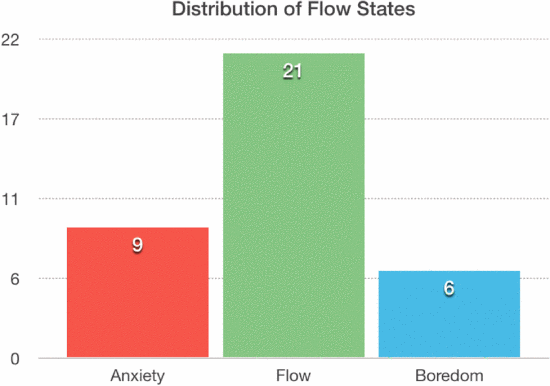 Distribution of Flow States
22
17
11
6
0
9
21
6
Anxiety
Flow
Boredom